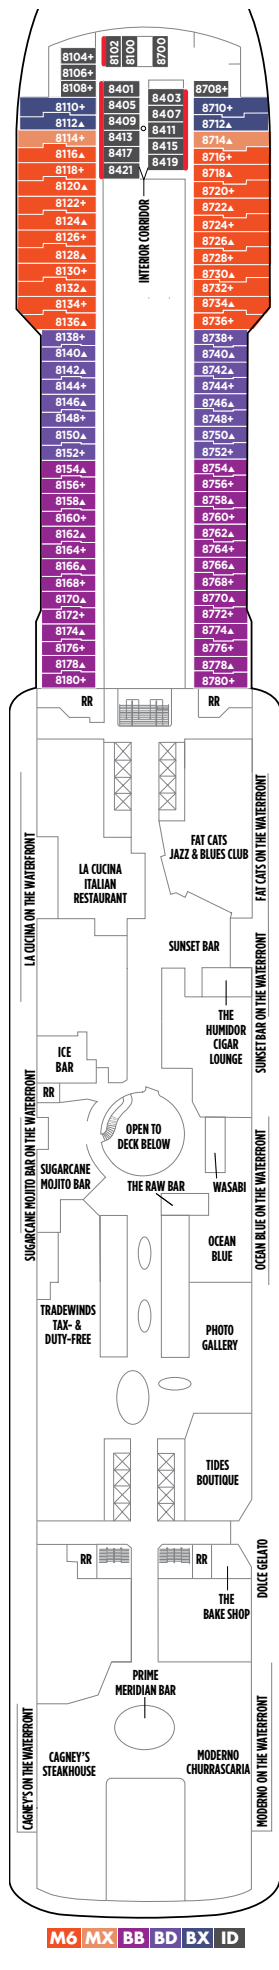 8104+
8106+
8108+
8102
8100
8700
8708+
8401
8405
8409
8413
8417
8421
8403
8407
8411
8415
8419
INTERIOR CORRIDOR
8110+
8112▲
8114+
8116▲
8118+
8120▲
8122+
8124▲
8126+
8128▲
8130+
8132▲
8134+
8136▲
8138+
8140▲
8142▲
8144+
8146▲
8148+
8150▲
8152+
8154▲
8156+
8158▲
8160+
8162▲
8164+
8166▲
8168+
8170▲
8172+
8174▲
8176+
8178▲
8180+
8710+
8712▲
8714▲
8716+
8718▲
8720+
8722▲
8724+
8726▲
8728+
8730▲
8732+
8734▲
8736+
8738+
8740▲
8742▲
8744+
8746▲
8748+
8750▲
8752+
8754▲
8756+
8758▲
8760+
8762▲
8764+
8766▲
8768+
8770▲
8772+
8774▲
8776+
8778▲
8780+
RR
RR
LA CUCINA ON THE WATERFRONT
LA CUCINA
ITALIAN
RESTAURANT
FAT CATS
JAZZ & BLUES CLUB
FAT CATS ON THE WATERFRONT
SUNSET BAR
SUNSET BAR ON THE WATERFRONT
THE
HUMIDOR
CIGAR
LOUNGE
ICE
BAR
RR
OPEN TO
DECK BELOW
SUGARCANE MOJITO BAR ON THE WATERFRONT
SUGARCANE
MOJITO BAR
THE RAW BAR
WASABI
OCEAN BLUE ON THE WATERFRONT
OCEAN
BLUE
TRADEWINDS
TAX- &
DUTY-FREE
PHOTO
GALLERY
TIDES
BOUTIQUE
RR
RR
DOLCE GELATO
THE
BAKE SHOP
PRIME
MERIDIAN BAR
CAGNEY'S ON THE WATERFRONT
CAGNEY'S
STEAKHOUSE
MODERNO
CHURRASCARIA
MODERNO ON THE WATERFRONT
M6 MX BB BD BX ID